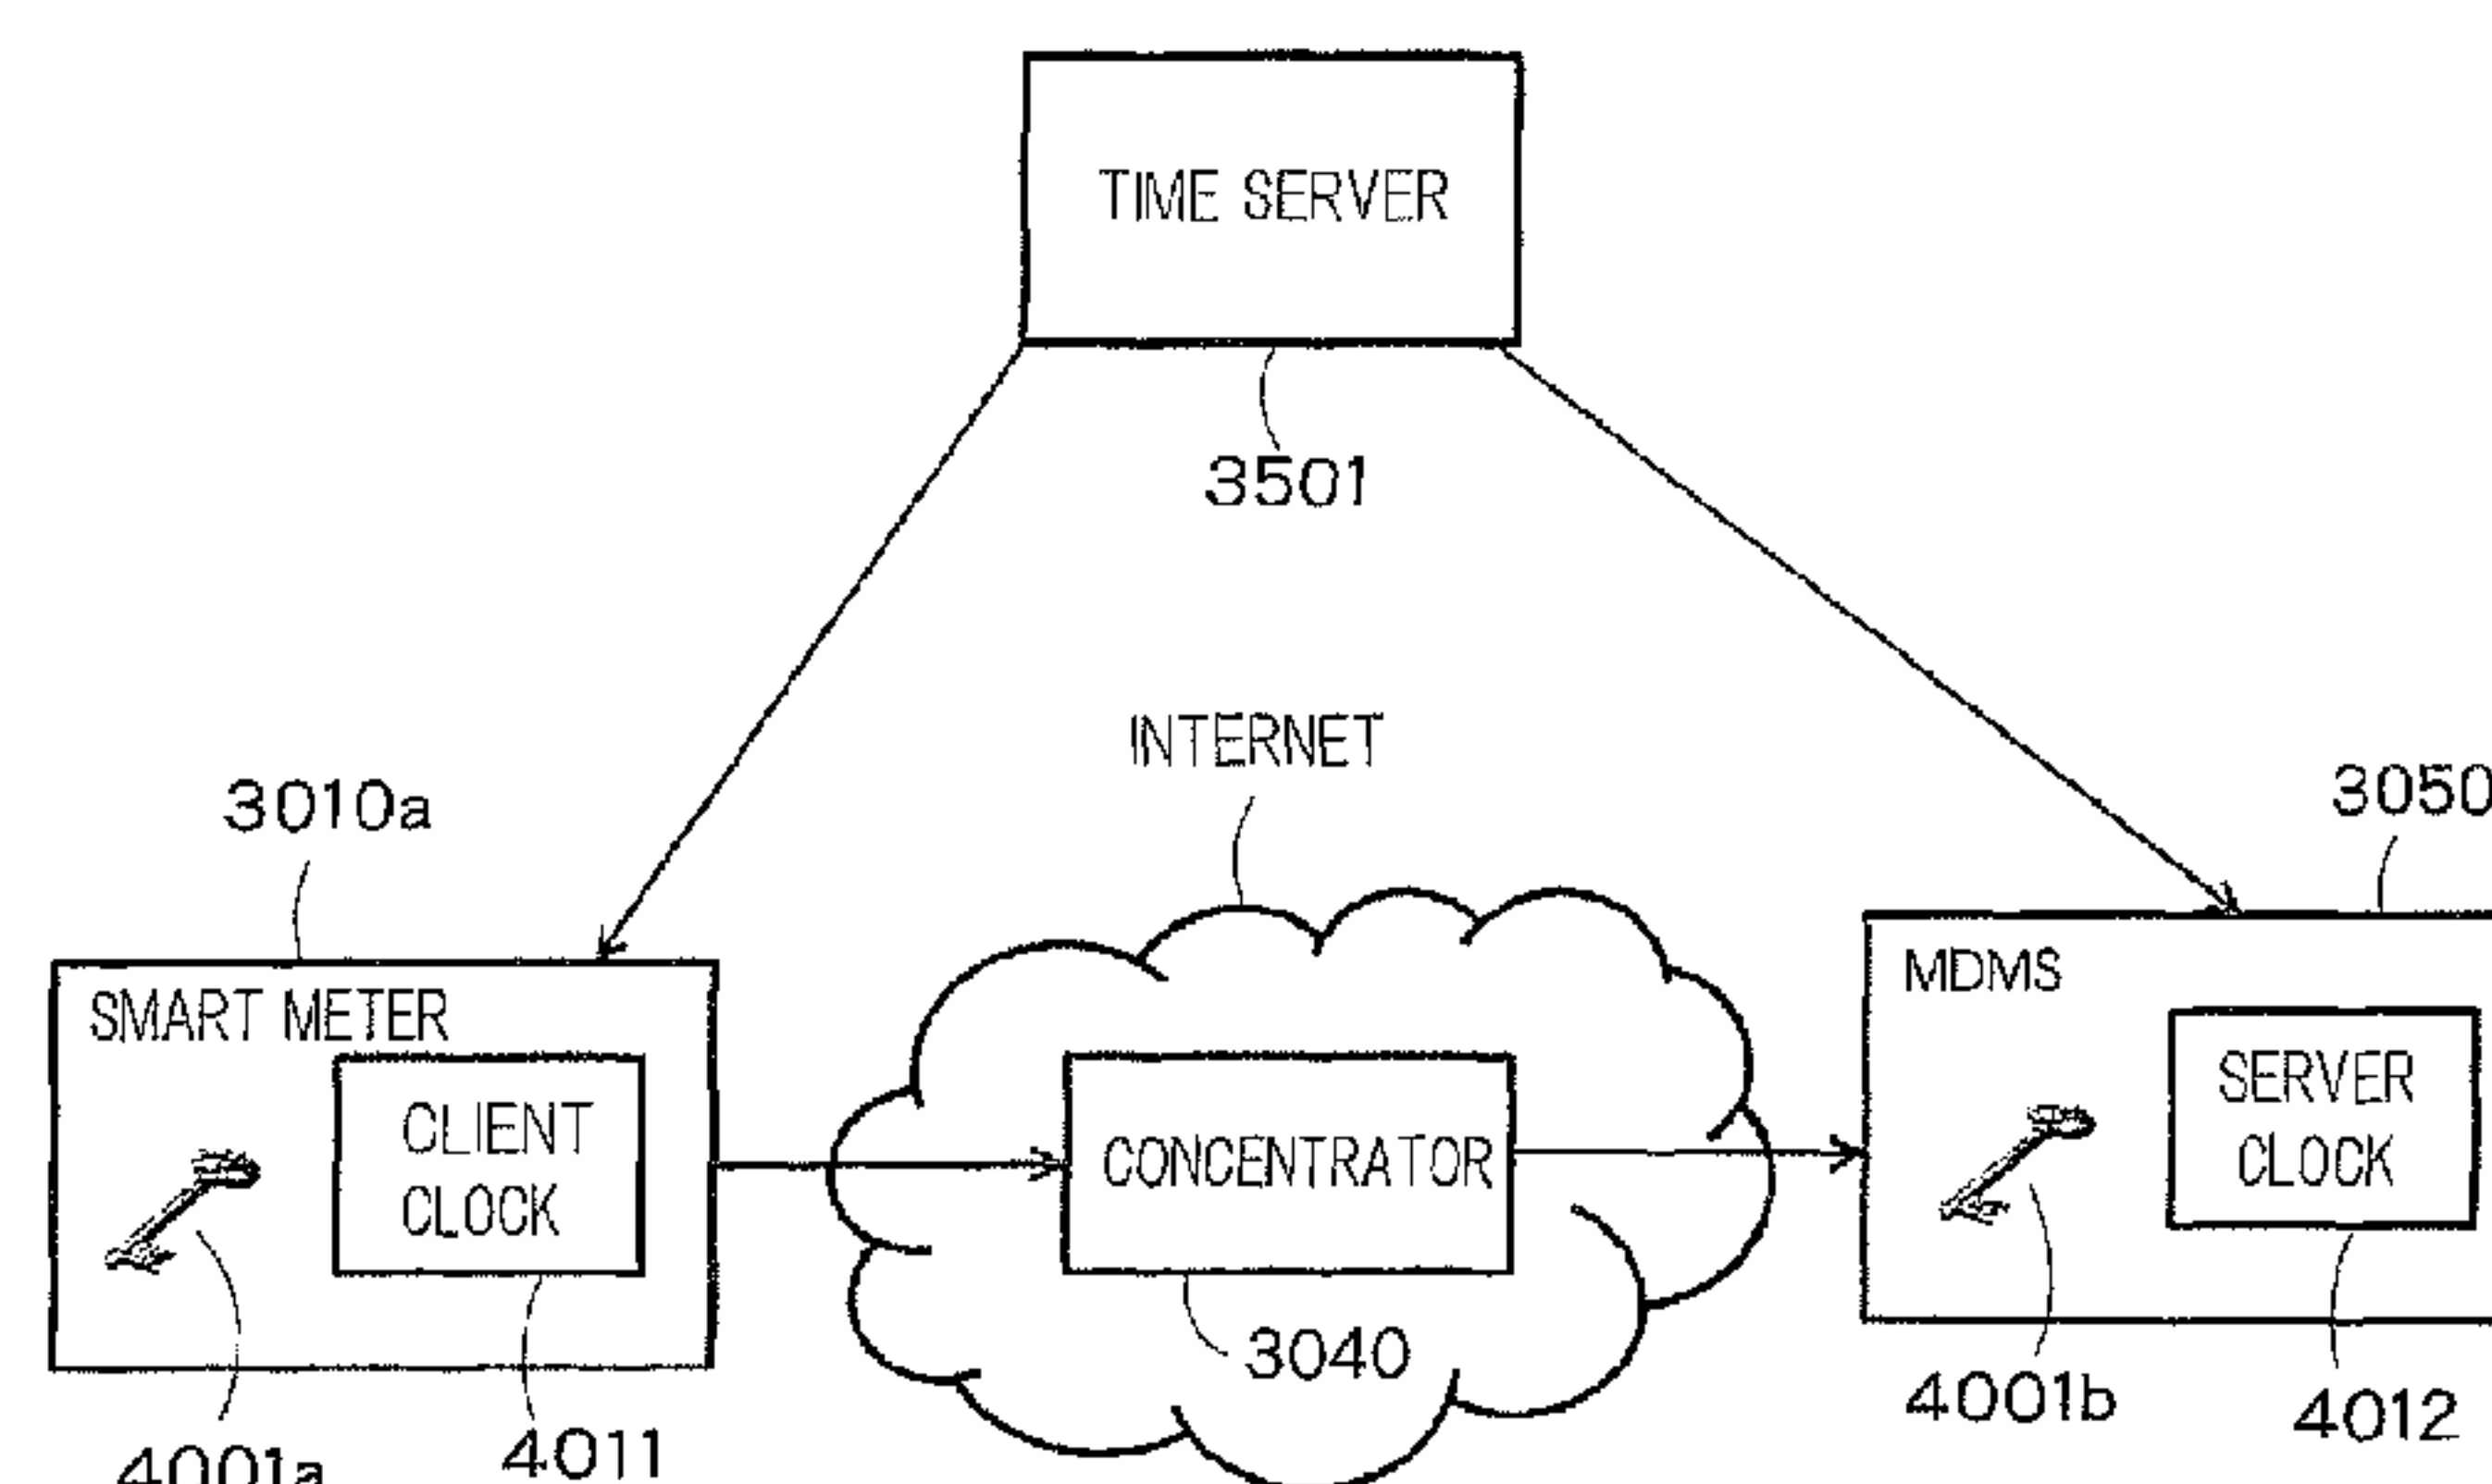 TIME SERVER
3501
INTERNET
3010a
3050
SMART METER
CLIENT
CLOCK
CONCENTRATOR
MDMS
SERVER
CLOCK
3040
4001a
4011
4001b
4012